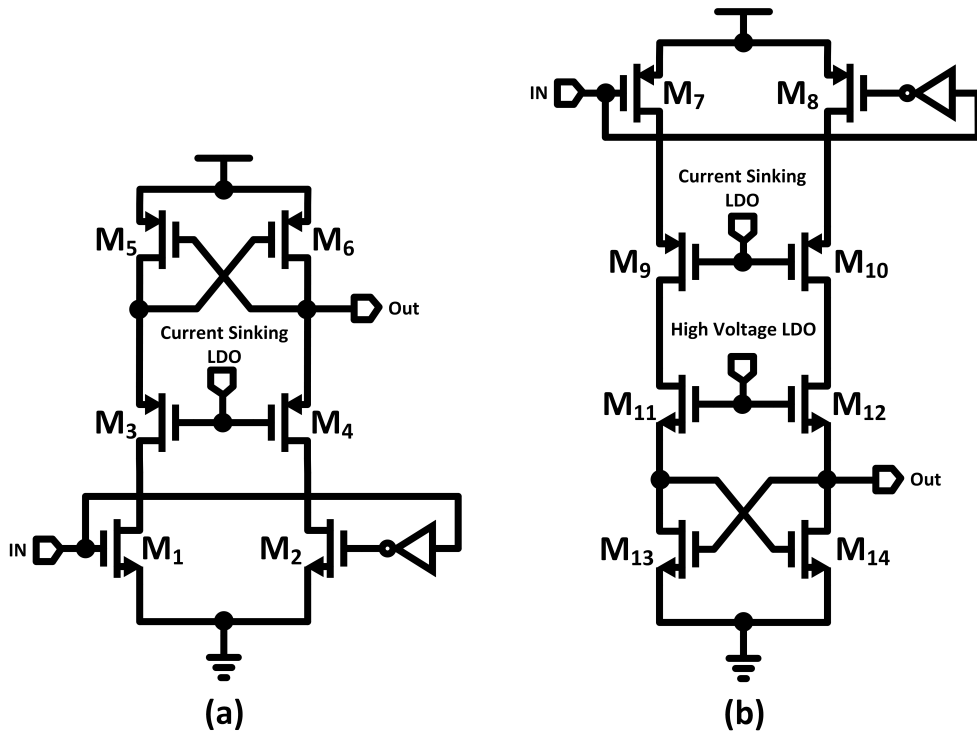 M₅
M₆
Out
Current Sinking
LDO
M₃
M₄
IN
M₁
M₂
(a)
IN
M₇
M₈
Current Sinking
LDO
M₉
M₁₀
High Voltage LDO
M₁₁
M₁₂
Out
M₁₃
M₁₄
(b)